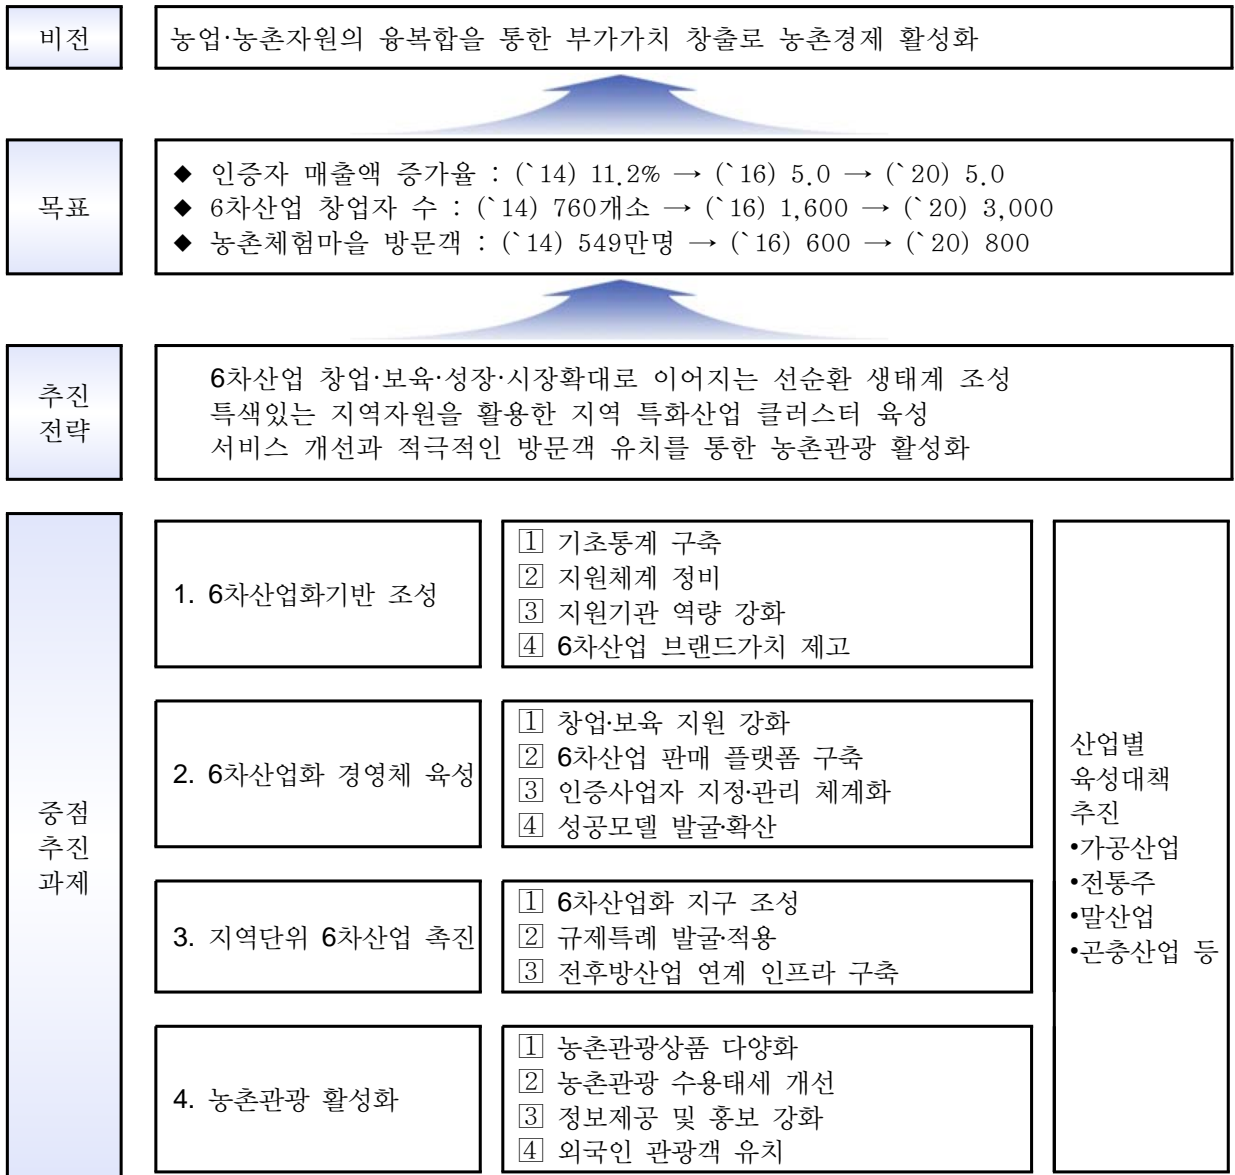 비전
농업·농촌자원의 융복합을 통한 부가가치 창출로 농촌경제 활성화
목표
◆ 인증자 매출액 증가율 : (`14) 11.2% → (`16) 5.0 → (`20) 5.0
◆ 6차산업 창업자 수 : (`14) 760개소 → (`16) 1,600 → (`20) 3,000
◆ 농촌체험마을 방문객 : (`14) 549만명 → (`16) 600 → (`20) 800
추진
전략
6차산업 창업·보육·성장·시장확대로 이어지는 선순환 생태계 조성
특색있는 지역자원을 활용한 지역 특화산업 클러스터 육성
서비스 개선과 적극적인 방문객 유치를 통한 농촌관광 활성화
중점
추진
과제
1. 6차산업화기반 조성
1 기초통계 구축
2 지원체계 정비
3 지원기관 역량 강화
4 6차산업 브랜드가치 제고
2. 6차산업화 경영체 육성
1 창업·보육 지원 강화
2 6차산업 판매 플랫폼 구축
3 인증사업자 지정·관리 체계화
4 성공모델 발굴·확산
3. 지역단위 6차산업 촉진
1 6차산업화 지구 조성
2 규제특례 발굴·적용
3 전후방산업 연계 인프라 구축
4. 농촌관광 활성화
1 농촌관광상품 다양화
2 농촌관광 수용태세 개선
3 정보제공 및 홍보 강화
4 외국인 관광객 유치
산업별
육성대책
추진
•가공산업
•전통주
•말산업
•곤충산업 등